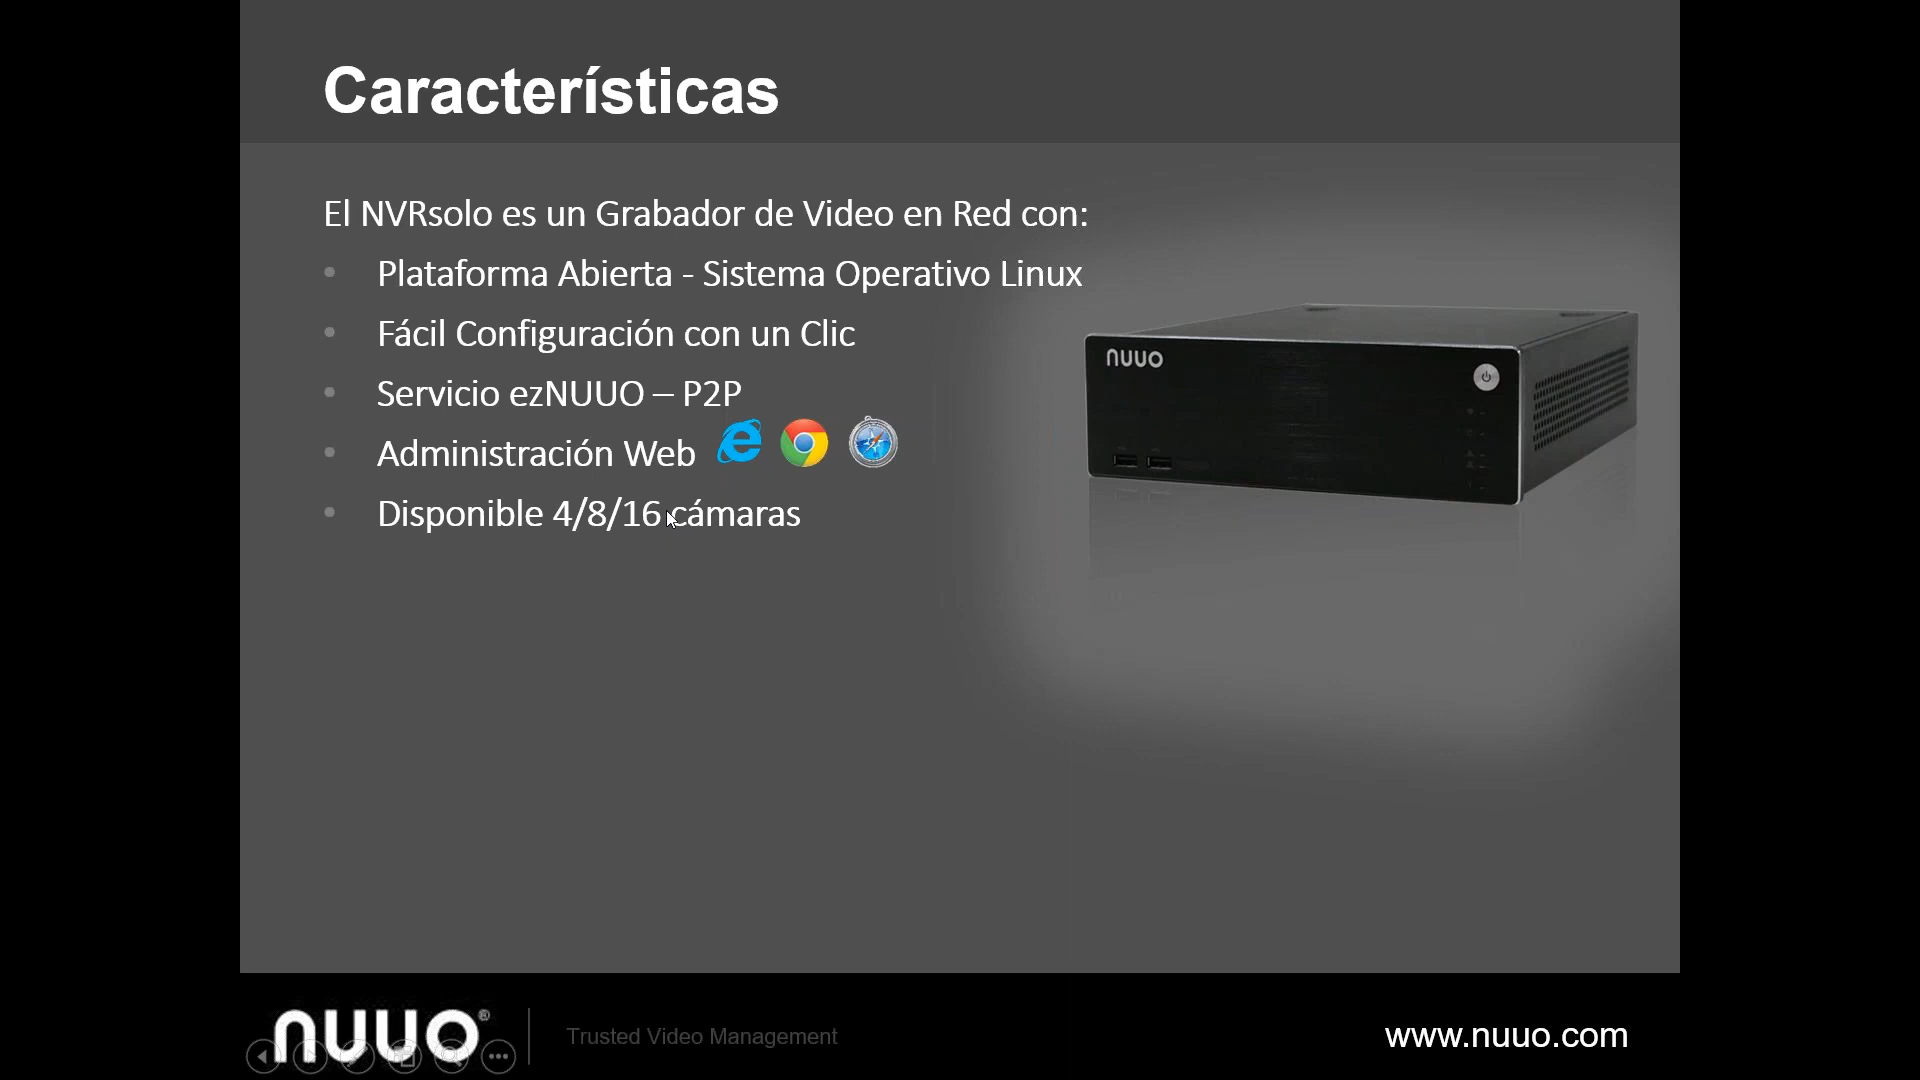 Características
El NVRsolo es un Grabador de Video en Red con:
• Plataforma Abierta - Sistema Operativo Linux
• Fácil Configuración con un Clic
• Servicio ezNUUO – P2P
• Administración Web
• Disponible 4/8/16 cámaras
nuuo
nuuo®
Trusted Video Management
www.nuuo.com